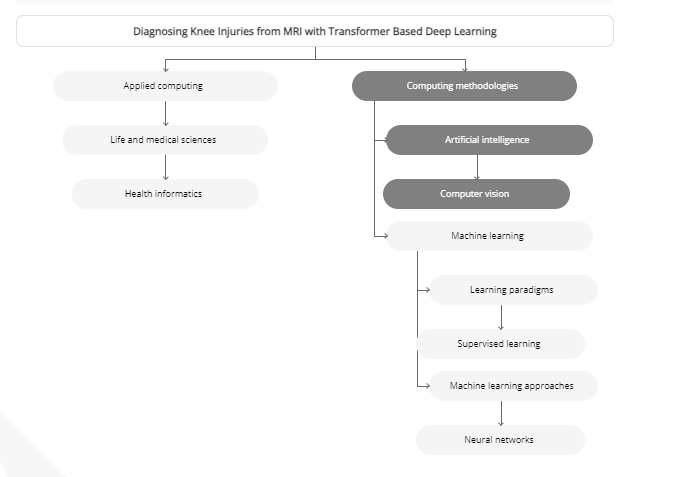 Diagnosing Knee Injuries from MRI with Transformer Based Deep Learning
Applied computing
Computing methodologies
Life and medical sciences
Artificial intelligence
Health informatics
Computer vision
Machine learning
Learning paradigms
Supervised learning
Machine learning approaches
Neural networks